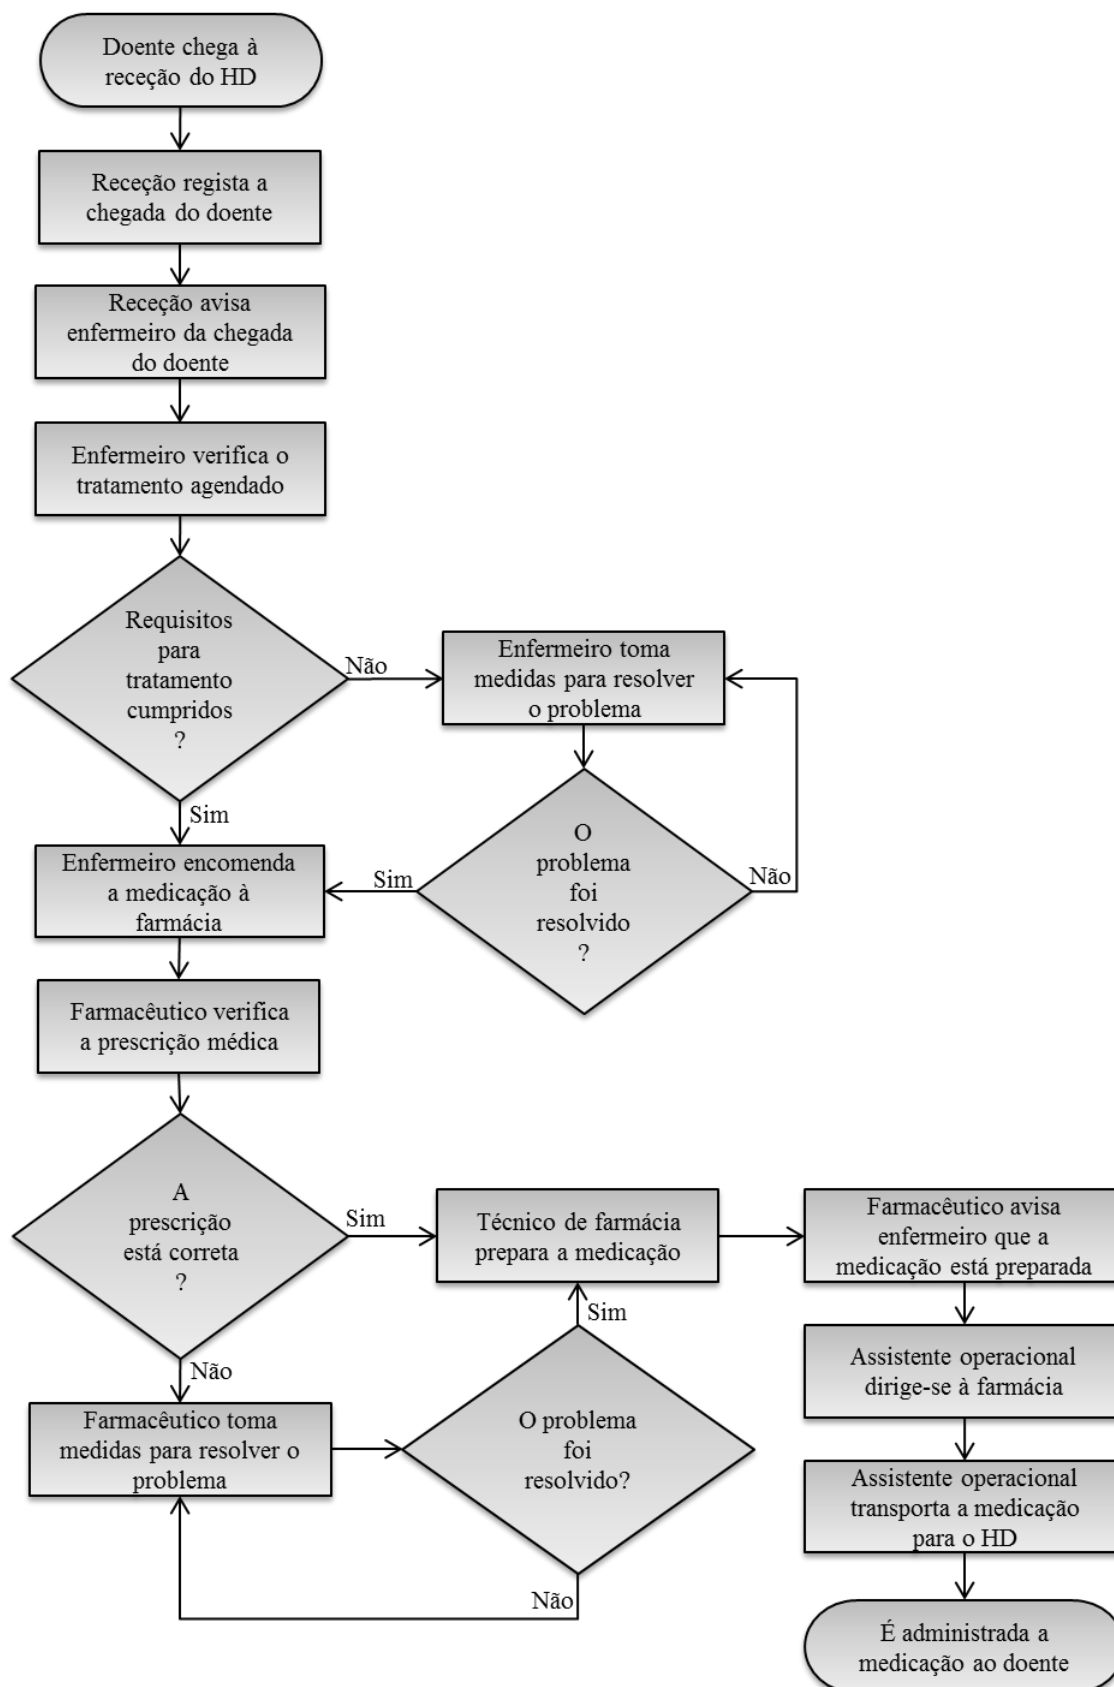 Doente chega à
receção do HD
Receção regista a
chegada do doente
Receção avisa
enfermeiro da chegada
do doente
Enfermeiro verifica o
tratamento agendado
Requisitos
para
tratamento
cumpridos
?
Não
Enfermeiro toma
medidas para resolver
o problema
Sim
O
problema
foi
resolvido
?
Não
Sim
Enfermeiro encomenda
a medicação à
farmácia
Farmacêutico verifica
a prescrição médica
A
prescrição
está correta
?
Sim
Técnico de farmácia
prepara a medicação
Farmacêutico avisa
enfermeiro que a
medicação está preparada
Não
Farmacêutico toma
medidas para resolver o
problema
Sim
O problema
foi
resolvido?
Não
Assistente operacional
dirige-se à farmácia
Assistente operacional
transporta a medicação
para o HD
É administrada a
medicação ao doente